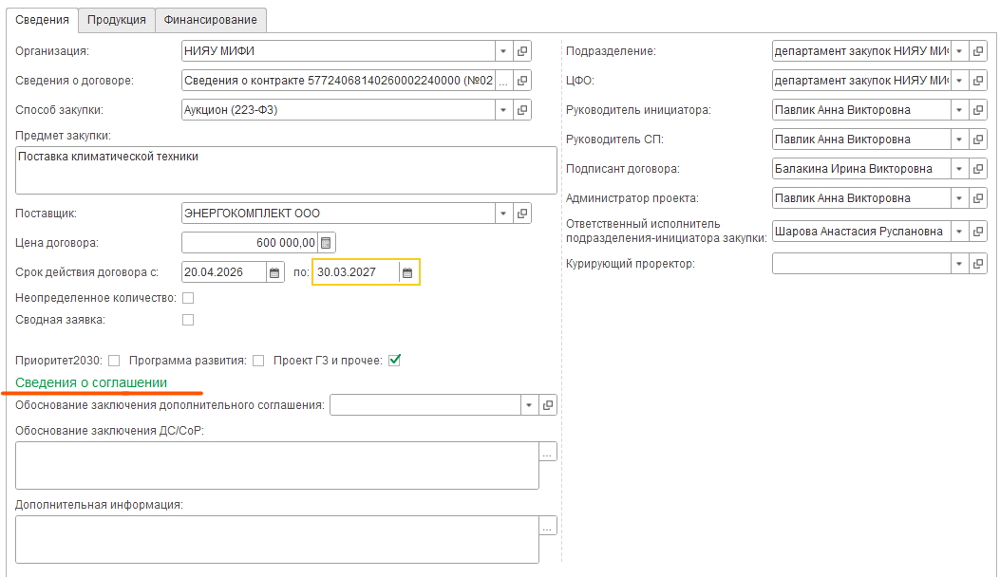 Сведения Продукция Финансирование
Организация: НИЯУ МИФИ
Сведения о договоре: Сведения о контракте 57724068140260002240000 (№02 ...
Способ закупки: Аукцион (223-ФЗ)
Предмет закупки:
Поставка климатической техники
Поставщик: ЭНЕРГОКОМПЛЕКТ ООО
Цена договора: 600 000,00
Срок действия договора с: 20.04.2026 по: 30.03.2027
Неопределенное количество:
Сводная заявка:
Приоритет2030: Программа развития: Проект ГЗ и прочее:
Сведения о соглашении
Обоснование заключения дополнительного соглашения:
Обоснование заключения ДС/СоР:
...
Дополнительная информация:
...
Подразделение: департамент закупок НИЯУ МИФ
ЦФО: департамент закупок НИЯУ МИФ
Руководитель инициатора: Павлик Анна Викторовна
Руководитель СП: Павлик Анна Викторовна
Подписант договора: Балакина Ирина Викторовна
Администратор проекта: Павлик Анна Викторовна
Ответственный исполнитель
подразделения-инициатора закупки: Шарова Анастасия Руслановна
Курирующий проректор: